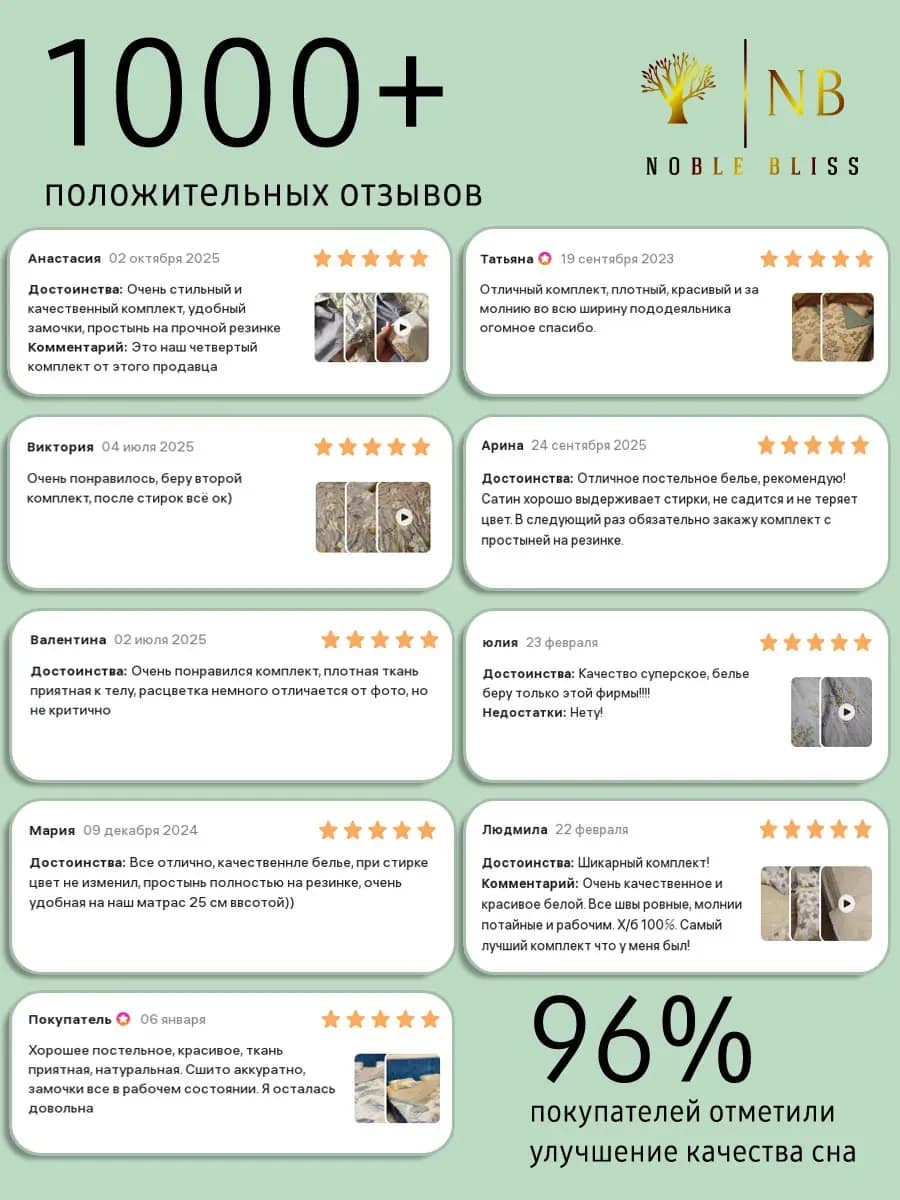 1000+
положительных отзывов
NB
NOBLE BLISS
Анастасия 02 октября 2025
Достоинства: Очень стильный и
качественный комплект, удобный
замочки, простынь на прочной резинке
Комментарий: Это наш четвертый
комплект от этого продавца
Татьяна 19 сентября 2023
Отличный комплект, плотный, красивый и за
молнию во всю ширину пододеяльника
огомное спасибо.
Виктория 04 июля 2025
Очень понравилось, беру второй
комплект, после стирок всё ок)
Арина 24 сентября 2025
Достоинства: Отличное постельное белье, рекомендую!
Сатин хорошо выдерживает стирки, не садится и не теряет
цвет. В следующий раз обязательно закажу комплект с
простыней на резинке.
Валентина 02 июля 2025
Достоинства: Очень понравился комплект, плотная ткань
приятная к телу, расцветка немного отличается от фото, но
не критично
юлия 23 февраля
Достоинства: Качество суперское, белье
беру только этой фирмы!!!!
Недостатки: Нету!
Мария 09 декабря 2024
Достоинства: Все отлично, качественнле белье, при стирке
цвет не изменил, простынь полностью на резинке, очень
удобная на наш матрас 25 см ввсотой))
Людмила 22 февраля
Достоинства: Шикарный комплект!
Комментарий: Очень качественное и
красивое белой. Все швы ровные, молнии
потайные и рабочим. Х/б 100%. Самый
лучший комплект что у меня был!
Покупатель 06 января
Хорошее постельное, красивое, ткань
приятная, натуральная. Сшито аккуратно,
замочки все в рабочем состоянии. Я осталась
довольна
96%
покупателей отметили
улучшение качества сна